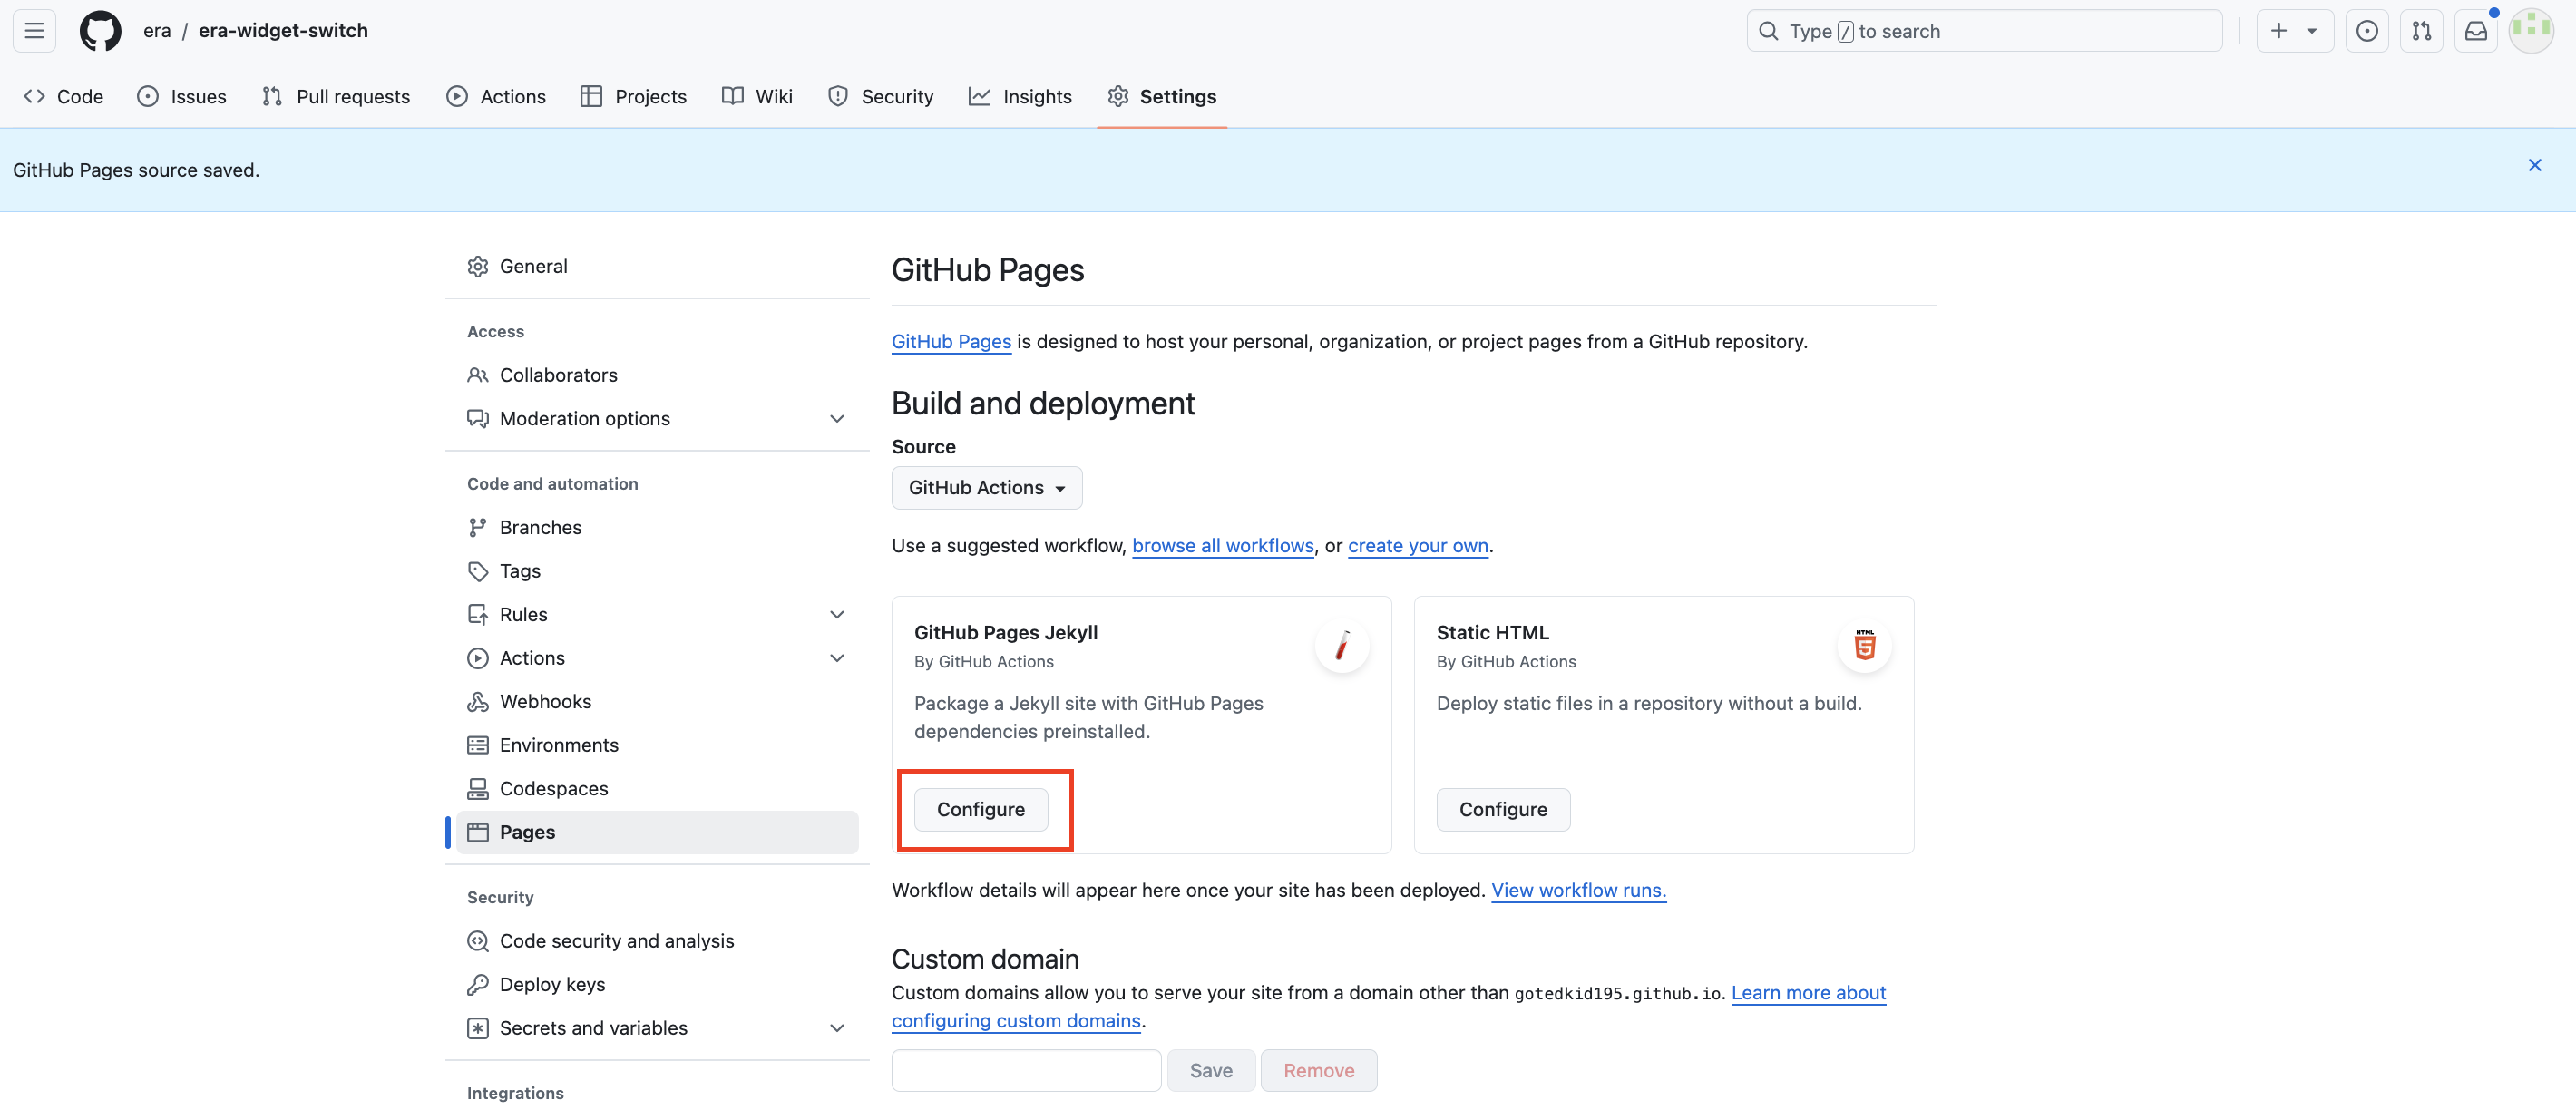 era / era-widget-switch
Type / to search
Code Issues Pull requests Actions Projects Wiki Security Insights Settings
GitHub Pages source saved.
General
Access
Collaborators
Moderation options
Code and automation
Branches
Tags
Rules
Actions
Webhooks
Environments
Codespaces
Pages
Security
Code security and analysis
Deploy keys
Secrets and variables
Integrations
GitHub Pages
GitHub Pages is designed to host your personal, organization, or project pages from a GitHub repository.
Build and deployment
Source
GitHub Actions
Use a suggested workflow, browse all workflows, or create your own.
GitHub Pages Jekyll
By GitHub Actions
Package a Jekyll site with GitHub Pages
dependencies preinstalled.
Configure
Static HTML
By GitHub Actions
Deploy static files in a repository without a build.
Configure
HTML
5
Workflow details will appear here once your site has been deployed. View workflow runs.
Custom domain
Custom domains allow you to serve your site from a domain other than gotedkid195.github.io. Learn more about
configuring custom domains.
Save Remove